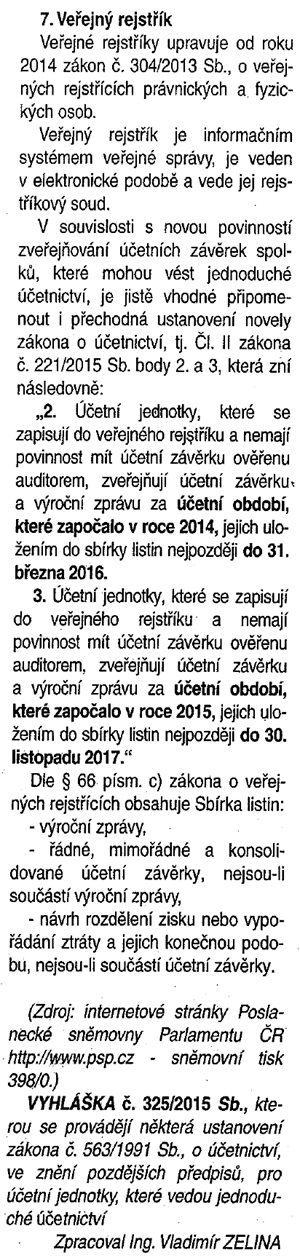 7. Veřejný rejstřík
Veřejné rejstříky upravuje od roku
2014 zákon č. 304/2013 Sb., o veřej-
ných rejstřících právnických a fyzic-
kých osob.
Veřejný rejstřík je informačním
systémem veřejné správy, je veden
v elektronické podobě a vede jej rejs-
tříkový soud.
V souvislosti s novou povinností
zveřejňování účetních závěrek spol-
ků, které mohou vést jednoduché
účetnictví, je jistě vhodné připome-
nout i přechodná ustanovení novely
zákona o účetnictví, tj. Čl. II zákona
č. 221/2015 Sb. body 2. a 3, která zní
následovně:
„2. Účetní jednotky, které se
zapisují do veřejného rejstříku a nemají
povinnost mít účetní závěrku ověřenu
auditorem, zveřejňují účetní závěrku
a výroční zprávu za účetní období,
které započalo v roce 2014, jejich ulo-
žením do sbírky listin nejpozději do 31.
března 2016.
3. Účetní jednotky, které se zapisují
do veřejného rejstříku a nemají
povinnost mít účetní závěrku ověřenu
auditorem, zveřejňují účetní závěrku
a výroční zprávu za účetní období,
které započalo v roce 2015, jejich ulo-
žením do sbírky listin nejpozději do 30.
listopadu 2017.“
Dle § 66 písm. c) zákona o veřej-
ných rejstřících obsahuje Sbírka listin:
- výroční zprávy,
- řádné, mimořádné a konsoli-
dované účetní závěrky, nejsou-li
součástí výroční zprávy,
- návrh rozdělení zisku nebo vypo-
řádání ztráty a jejich konečnou podo-
bu, nejsou-li součástí účetní závěrky.
(Zdroj: internetové stránky Posla-
necké sněmovny Parlamentu ČR
http://www.psp.cz - sněmovní tisk
398/0.)
VYHLÁŠKA č. 325/2015 Sb., kte-
rou se provádějí některá ustanovení
zákona č. 563/1991 Sb., o účetnictví,
ve znění pozdějších předpisů, pro
účetní jednotky, které vedou jednodu-
ché účetnictví
Zpracoval Ing. Vladimír ZELINA